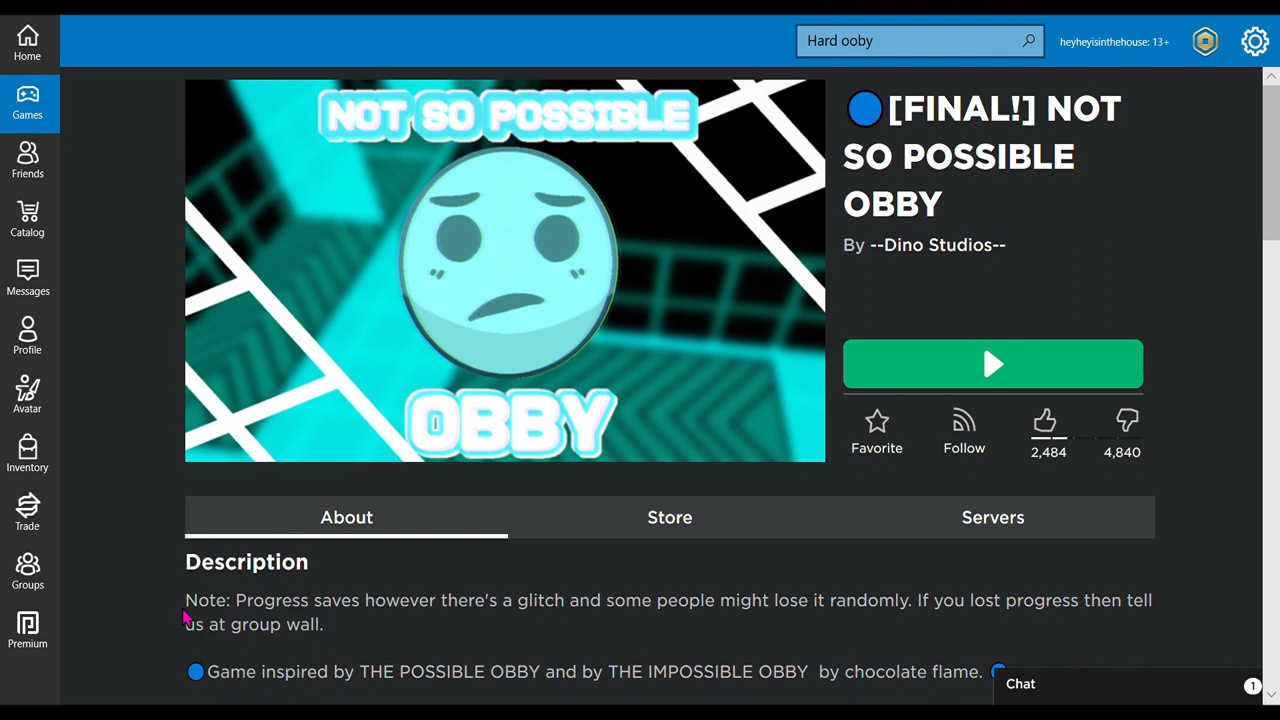 Home
Games
Friends
Catalog
Messages
Profile
Avatar
Inventory
Trade
Groups
Premium
Hard ooby
heyheyisinthehouse: 13+
NOT SO POSSIBLE
OBBY
[FINAL!] NOT
SO POSSIBLE
OBBY
By --Dino Studios--
Favorite
Follow
2,484
4,840
About
Store
Servers
Description
Note: Progress saves however there's a glitch and some people might lose it randomly. If you lost progress then tell
us at group wall.
Game inspired by THE POSSIBLE OBBY and by THE IMPOSSIBLE OBBY by chocolate flame.
Chat
1